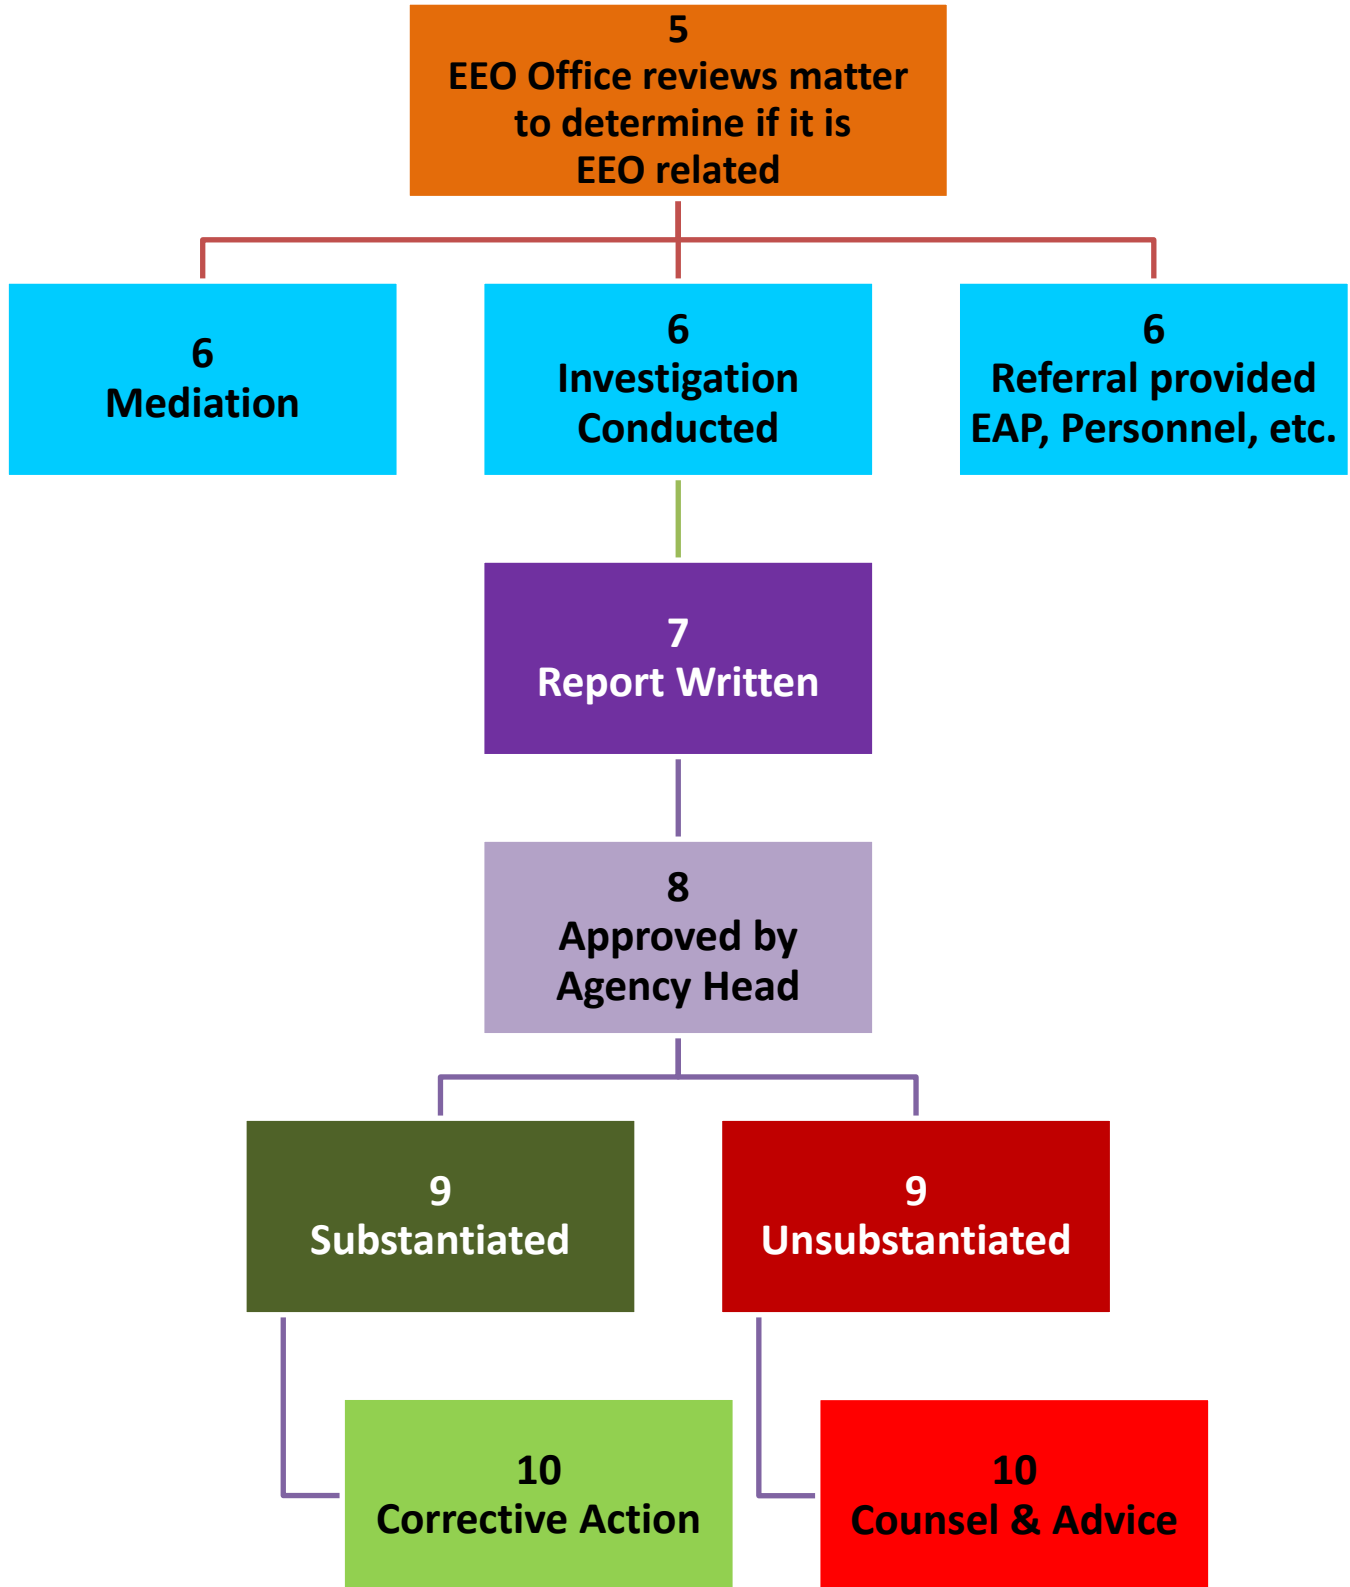 5
EEO Office reviews matter
to determine if it is
EEO related
6
Mediation
6
Investigation
Conducted
6
Referral provided
EAP, Personnel, etc.
7
Report Written
8
Approved by
Agency Head
9
Substantiated
9
Unsubstantiated
10
Corrective Action
10
Counsel & Advice